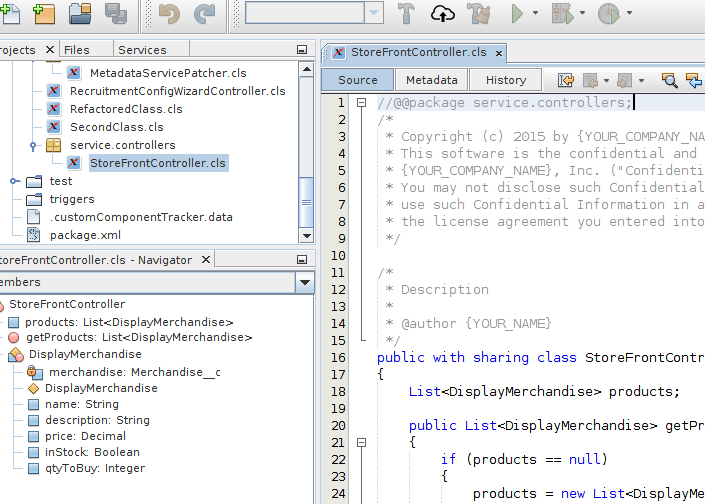 rojects
Files
Services
MetadataServicePatcher.cls
RecruitmentConfigWizardController.cls
RefactoredClass.cls
SecondClass.cls
service.controllers
StoreFrontController.cls
test
triggers
.customComponentTracker.data
package.xml
toreFrontController.cls - Navigator
embers
StoreFrontController
products: List<DisplayMerchandise>
getProducts: List<DisplayMerchandise>
DisplayMerchandise
merchandise: Merchandise__c
DisplayMerchandise
name: String
description: String
price: Decimal
inStock: Boolean
qtyToBuy: Integer
StoreFrontController.cls
Source Metadata History
1 //@@package service.controllers;
2 /*
3 * Copyright (c) 2015 by {YOUR_COMPANY_NA
4 * This software is the confidential and
5 * {YOUR_COMPANY_NAME}, Inc. ("Confidenti
6 * You may not disclose such Confidential
7 * use such Confidential Information in a
8 * the license agreement you entered into
9 */
10
11 /*
12 * Description
13 *
14 * @author {YOUR_NAME}
15 */
16 public with sharing class StoreFrontContr
17 {
18 List<DisplayMerchandise> products;
19
20 public List<DisplayMerchandise> getPr
21 {
22 if (products == null)
23 {
24 products = new List<DisplayMe